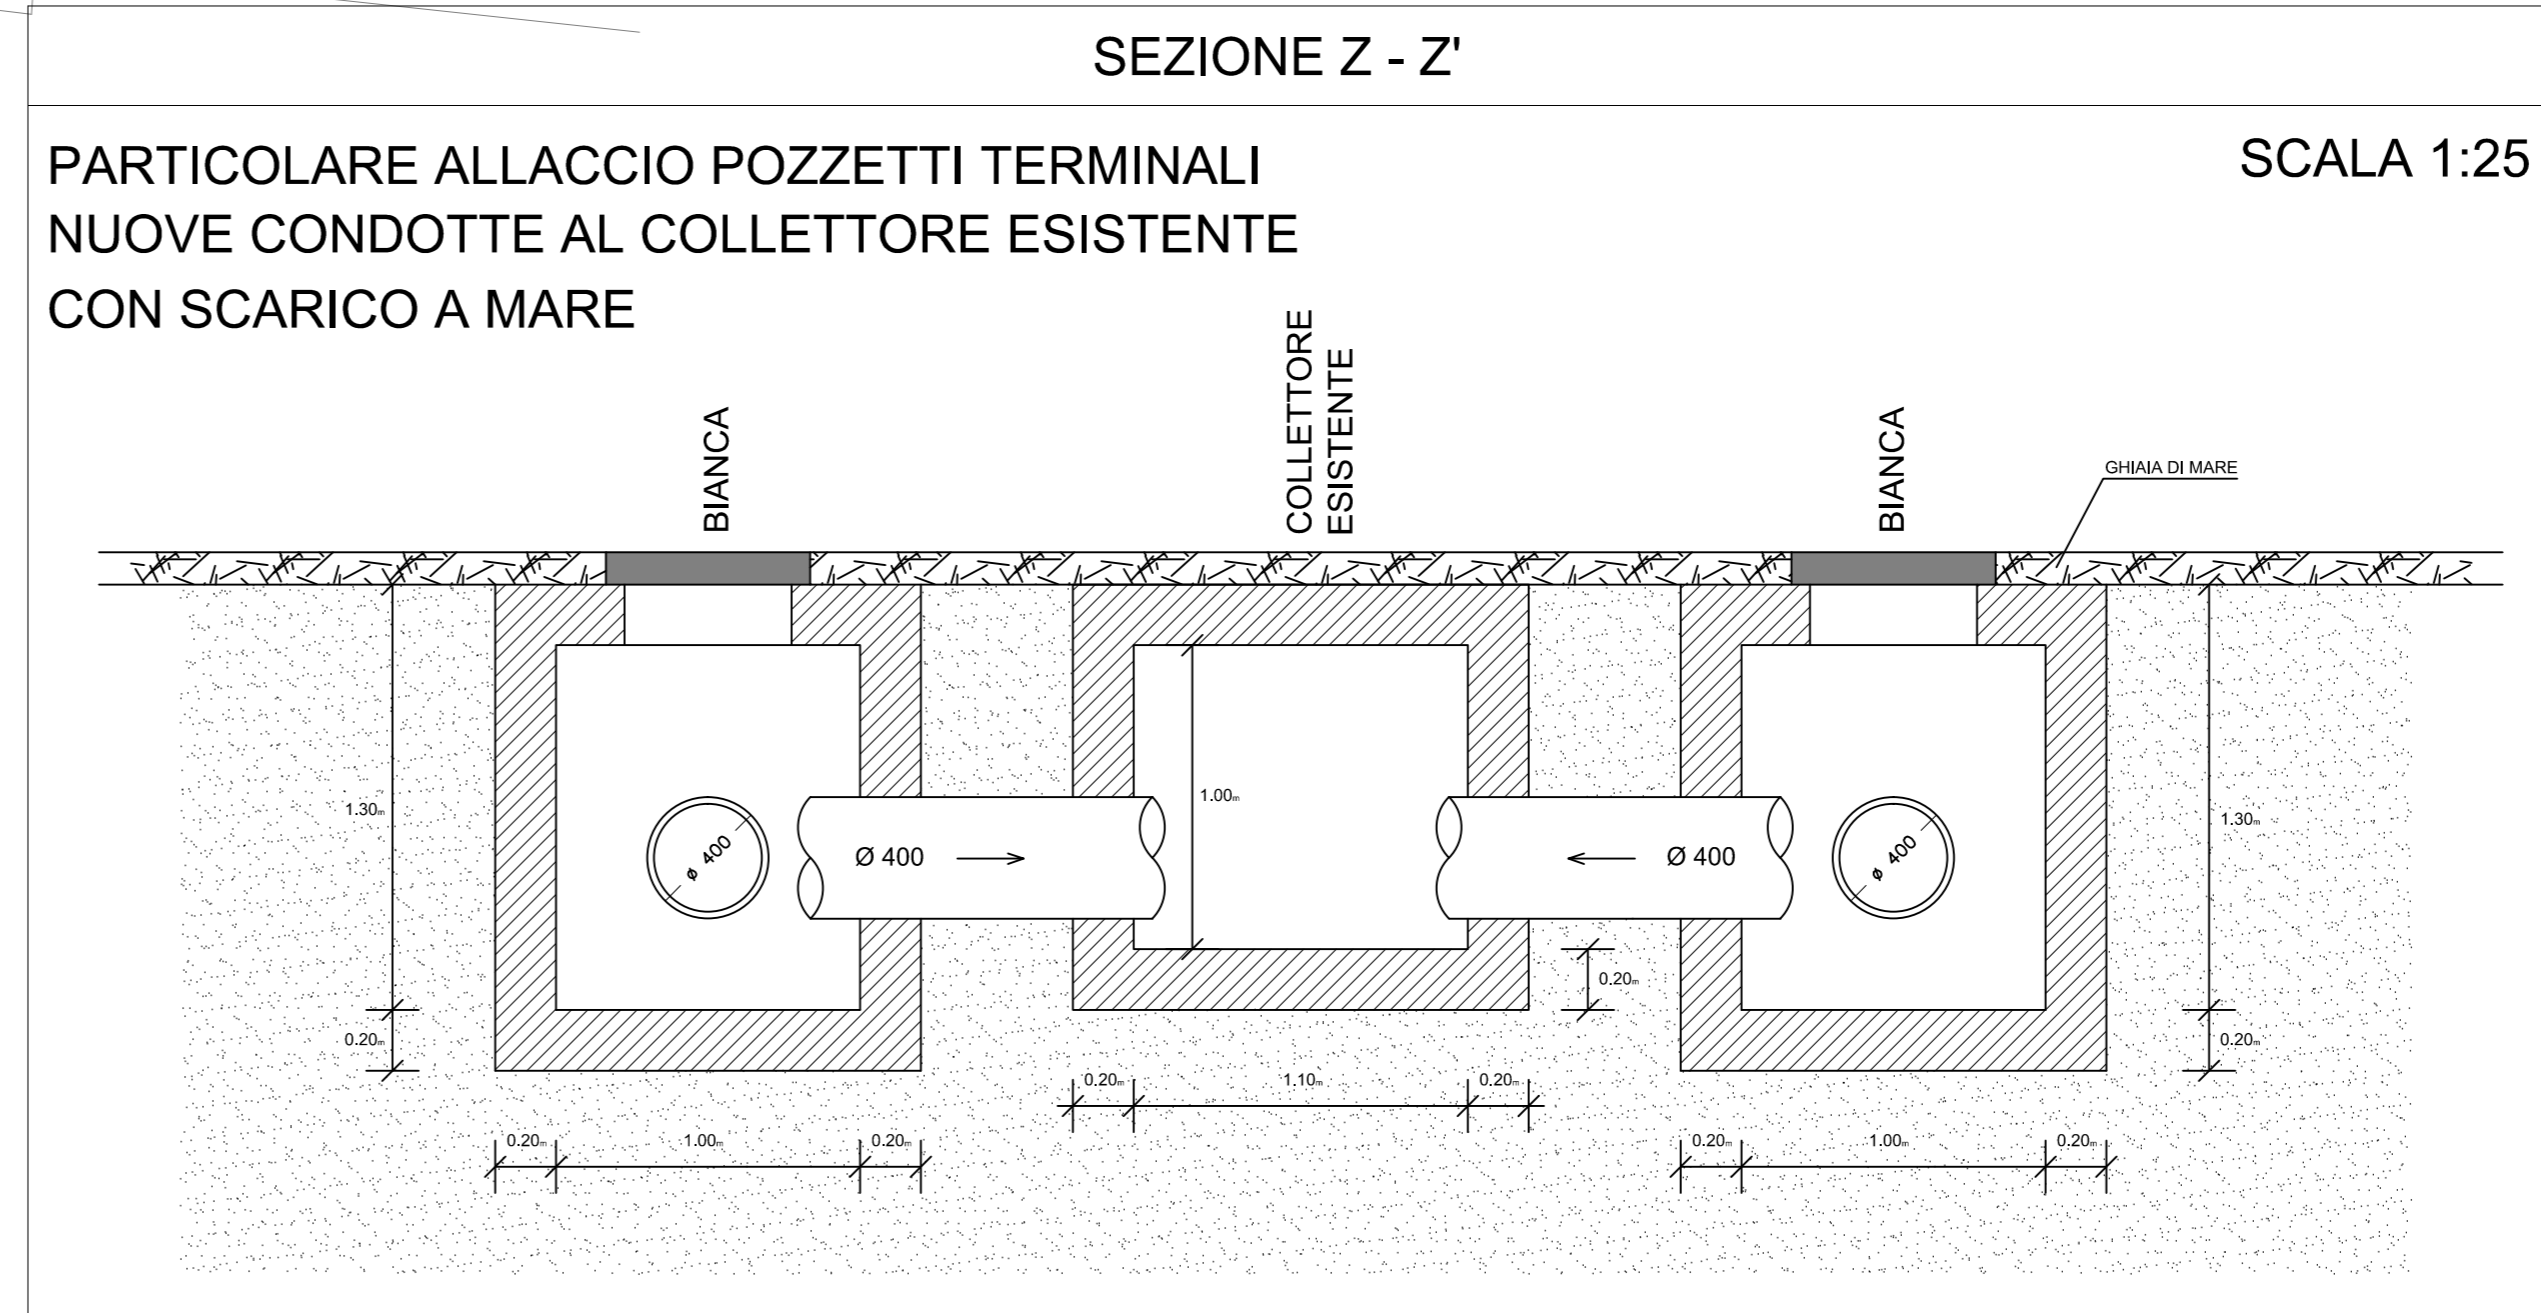 SEZIONE Z - Z'
PARTICOLARE ALLACCIO POZZETTI TERMINALI
NUOVE CONDOTTE AL COLLETTORE ESISTENTE
CON SCARICO A MARE
SCALA 1:25
BIANCA
COLLETTORE
ESISTENTE
BIANCA
GHIAIA DI MARE
1.30m
0.20m
ø 400
Ø 400
1.00m
Ø 400
ø 400
1.30m
0.20m
0.20m
0.20m
1.10m
0.20m
0.20m
1.00m
0.20m
0.20m
1.00m
0.20m